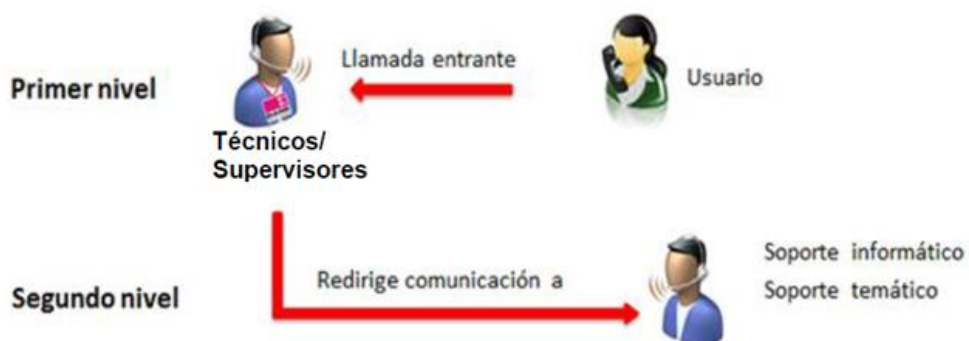 Llamada entrante
Primer nivel
Usuario
Técnicos/
Supervisores
Redirige comunicación a
Soporte informático
Segundo nivel
Soporte temático